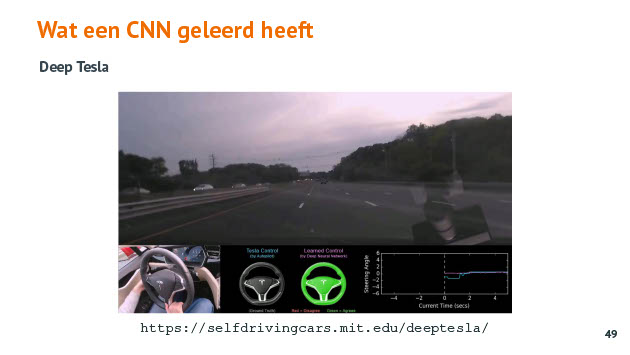 Wat een CNN geleerd heeft
Deep Tesla
Tesla Control
(by Autopilot)
Learned Control
(by Deep Neural Network)
Ground Truth
Red = Disagree
Green = Agree
Steering Angle
6
4
2
0
−2
−4
−6
−4
−2
0
2
4
Current Time (secs)
https://selfdrivingcars.mit.edu/deeptesla/
49